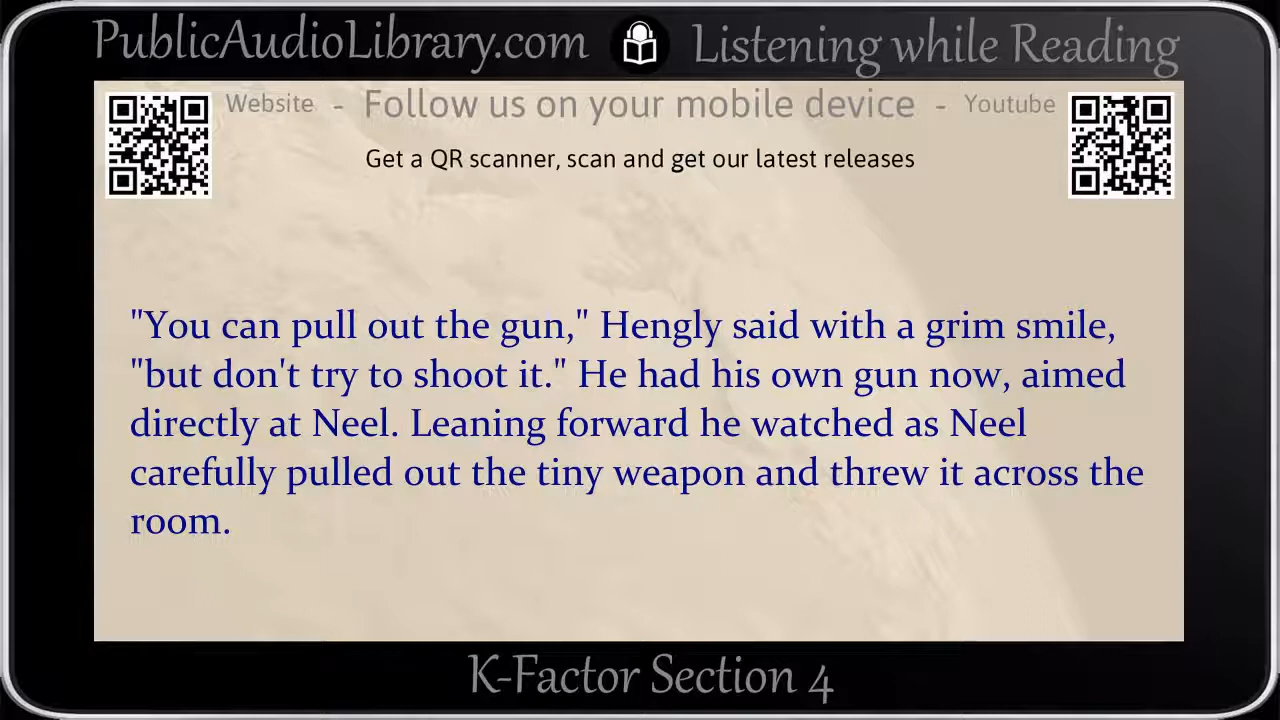 PublicAudioLibrary.com Listening while Reading
Website - Follow us on your mobile device - Youtube
Get a QR scanner, scan and get our latest releases
"You can pull out the gun," Hengly said with a grim smile,
"but don't try to shoot it." He had his own gun now, aimed
directly at Neel. Leaning forward he watched as Neel
carefully pulled out the tiny weapon and threw it across the
room.
K-Factor Section 4